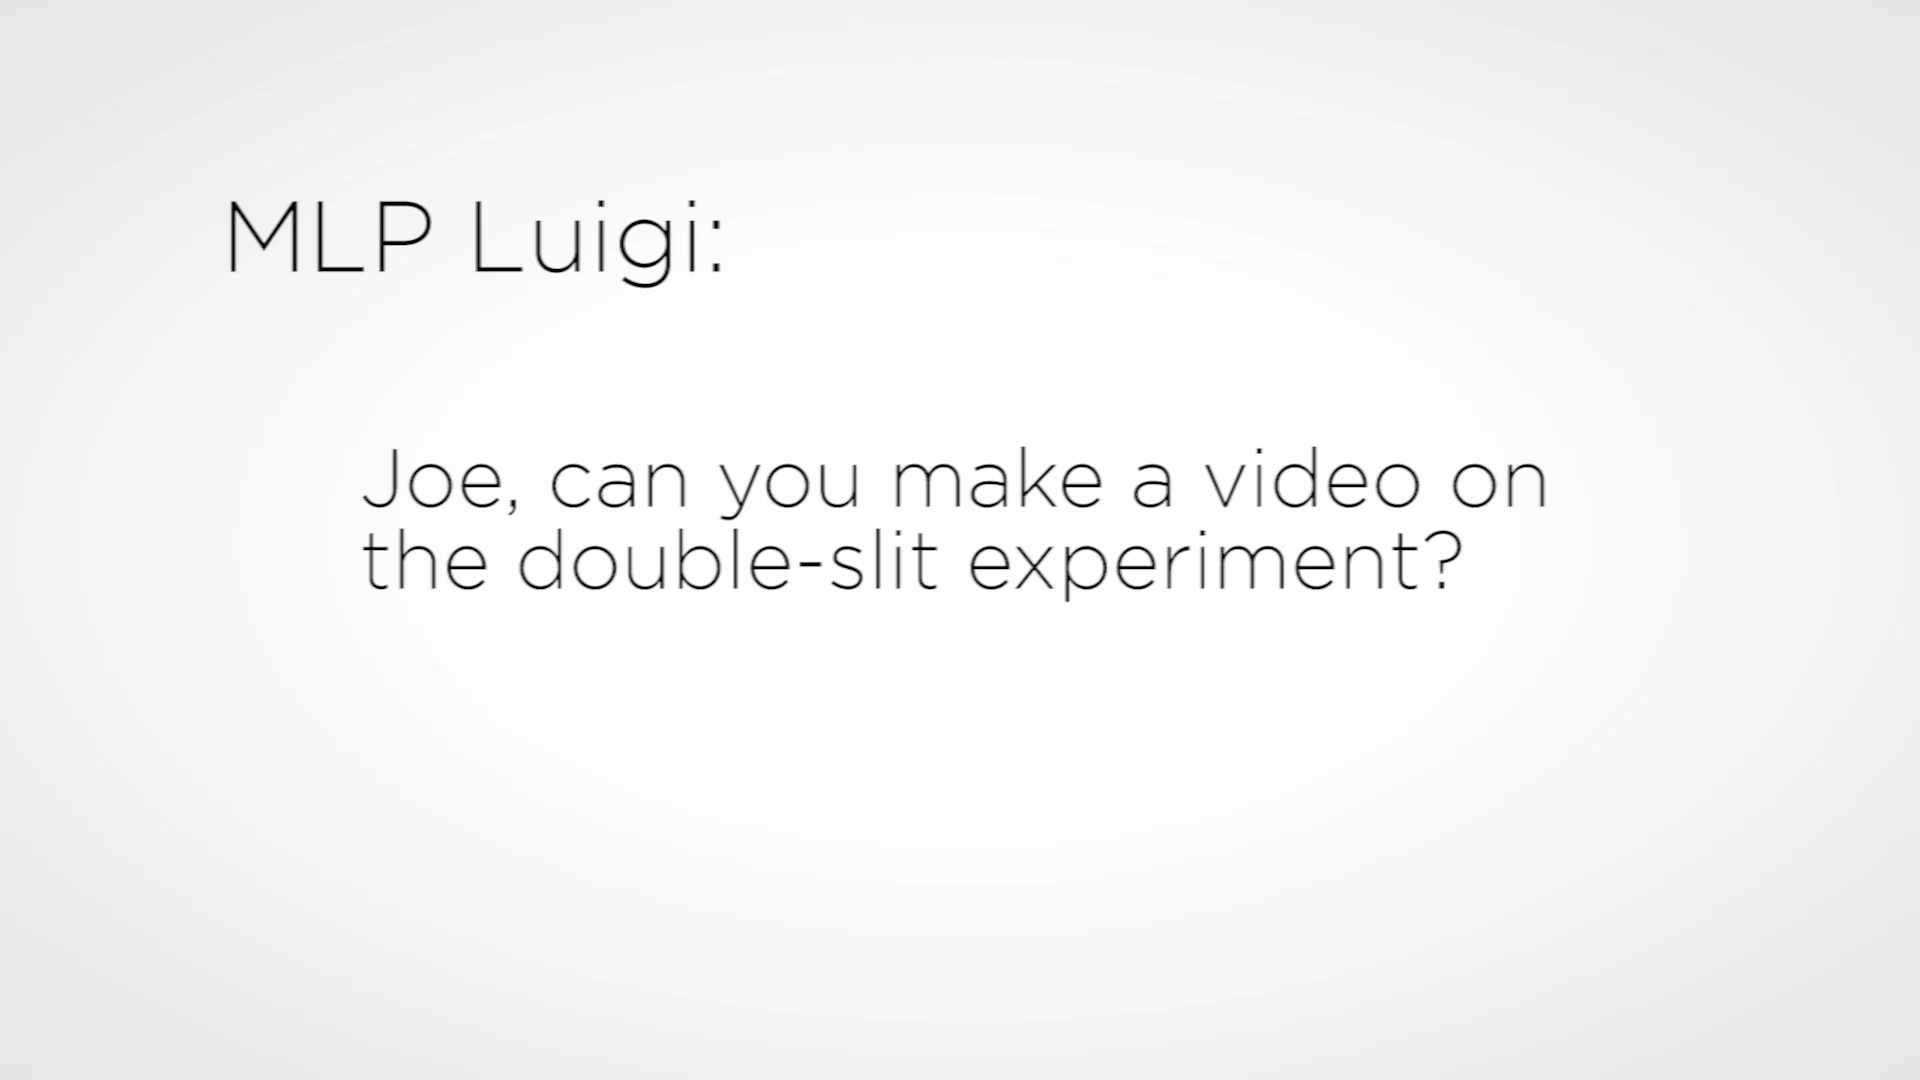 MLP Luigi:
Joe, can you make a video on
the double-slit experiment?